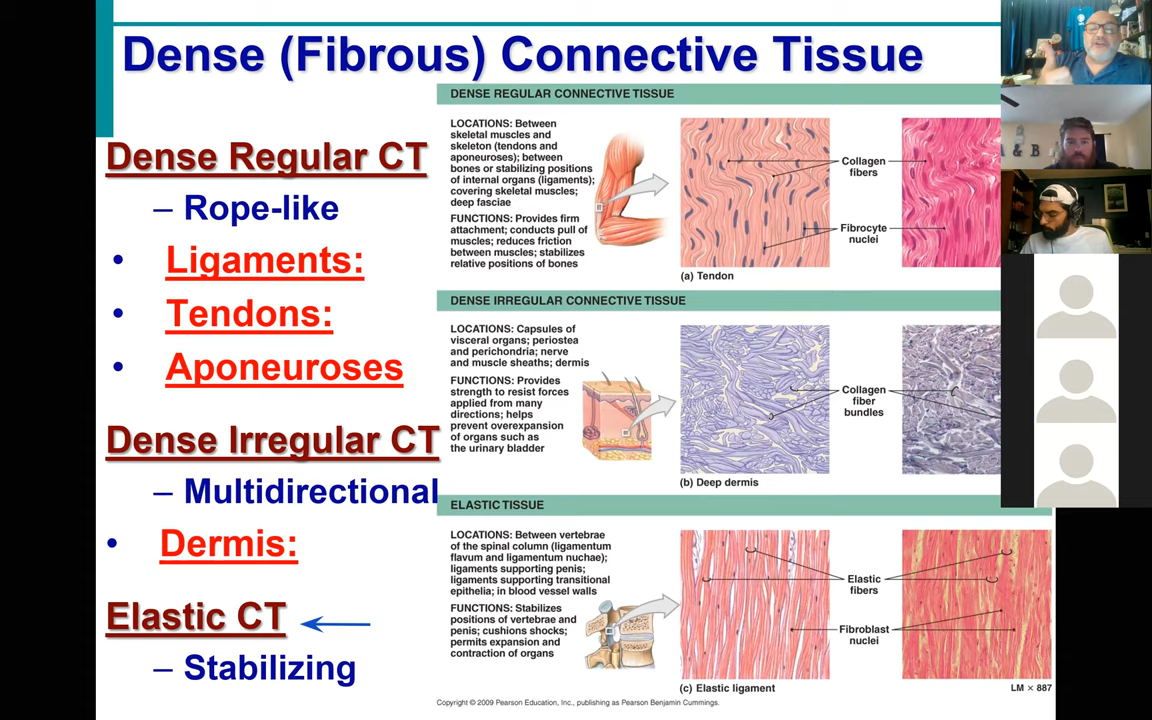 Dense (Fibrous) Connective Tissue
Dense Regular CT
– Rope-like
• Ligaments:
• Tendons:
• Aponeuroses
Dense Irregular CT
– Multidirectional
• Dermis:
Elastic CT
– Stabilizing
DENSE REGULAR CONNECTIVE TISSUE
LOCATIONS: Between
skeletal muscles and
skeleton (tendons and
aponeuroses); between
bones or stabilizing positions
of internal organs (ligaments);
covering skeletal muscles;
deep fasciae
FUNCTIONS: Provides firm
attachment; conducts pull of
muscles; reduces friction
between muscles; stabilizes
relative positions of bones
Collagen
fibers
Fibrocyte
nuclei
(a) Tendon
DENSE IRREGULAR CONNECTIVE TISSUE
LOCATIONS: Capsules of
visceral organs; periostea
and perichondria; nerve
and muscle sheaths; dermis
FUNCTIONS: Provides
strength to resist forces
applied from many
directions; helps
prevent overexpansion
of organs such as
the urinary bladder
Collagen
fiber
bundles
(b) Deep dermis
ELASTIC TISSUE
LOCATIONS: Between vertebrae
of the spinal column (ligamentum
flavum and ligamentum nuchae);
ligaments supporting penis;
ligaments supporting transitional
epithelia; in blood vessel walls
FUNCTIONS: Stabilizes
positions of vertebrae and
penis; cushions shocks;
permits expansion and
contraction of organs
Elastic
fibers
Fibroblast
nuclei
(c) Elastic ligament
LM × 887
Copyright © 2009 Pearson Education, Inc., publishing as Pearson Benjamin Cummings.
A & B